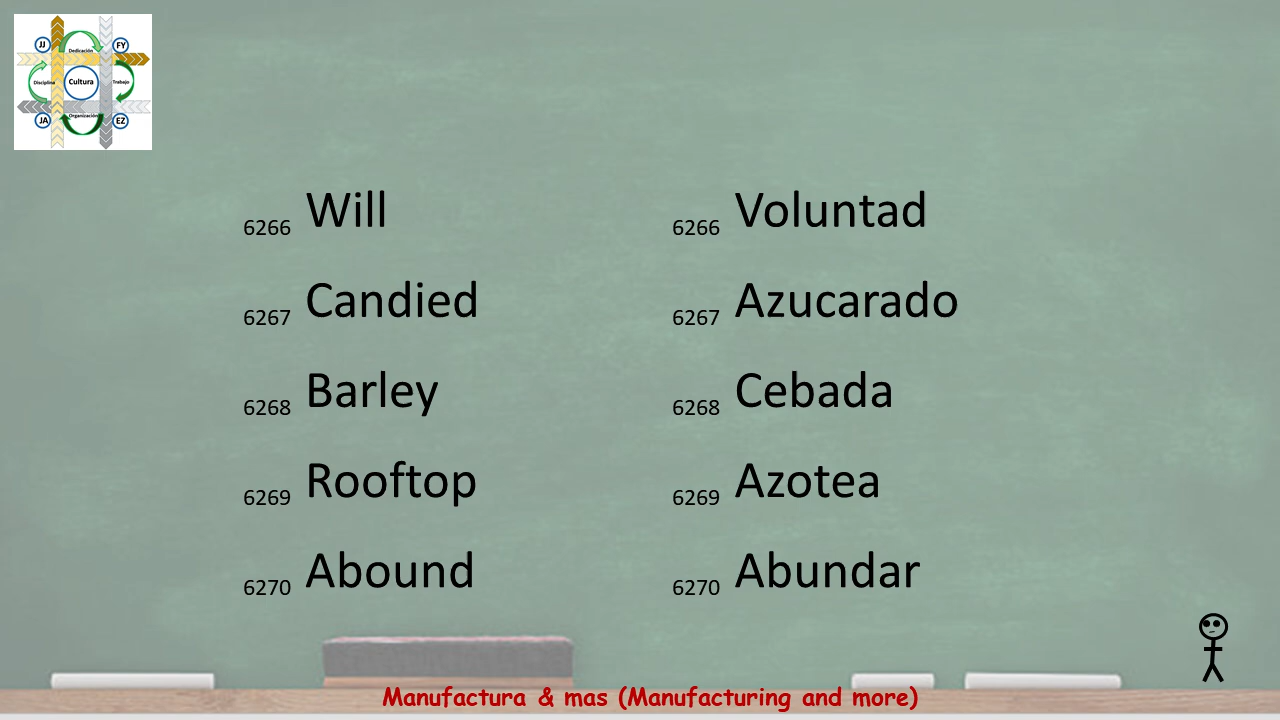 JJ
FY
Dedicación
Disciplina
Cultura
Trabajo
Organización
JA
EZ
6266 Will 6266 Voluntad
6267 Candied 6267 Azucarado
6268 Barley 6268 Cebada
6269 Rooftop 6269 Azotea
6270 Abound 6270 Abundar
Manufactura & mas (Manufacturing and more)